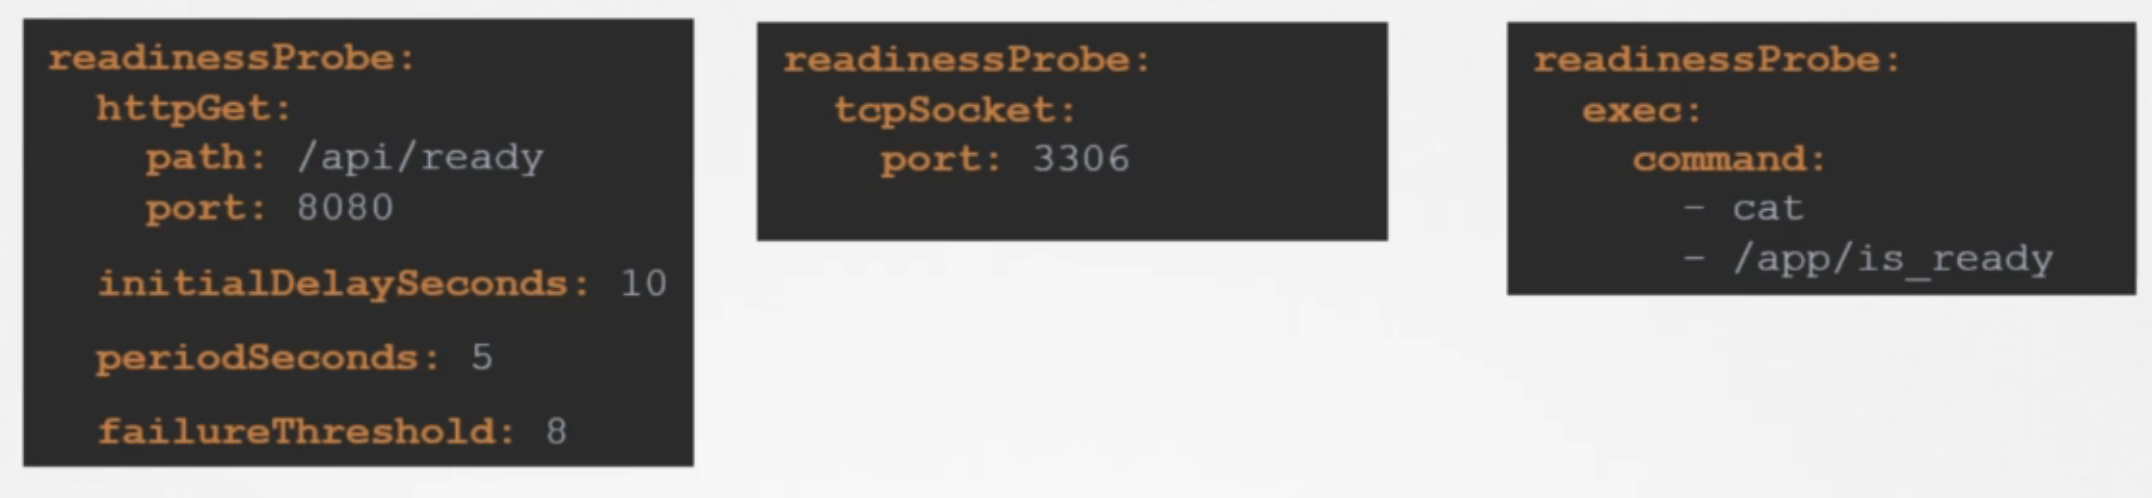 readinessProbe:
httpGet:
path: /api/ready
port: 8080
initialDelaySeconds: 10
periodSeconds: 5
failureThreshold: 8
readinessProbe:
tcpSocket:
port: 3306
readinessProbe:
exec:
command:
- cat
- /app/is_ready